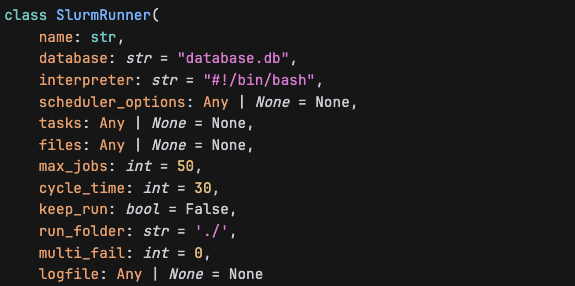 class SlurmRunner(
    name: str,
    database: str = "database.db",
    interpreter: str = "#!/bin/bash",
    scheduler_options: Any | None = None,
    tasks: Any | None = None,
    files: Any | None = None,
    max_jobs: int = 50,
    cycle_time: int = 30,
    keep_run: bool = False,
    run_folder: str = './',
    multi_fail: int = 0,
    logfile: Any | None = None